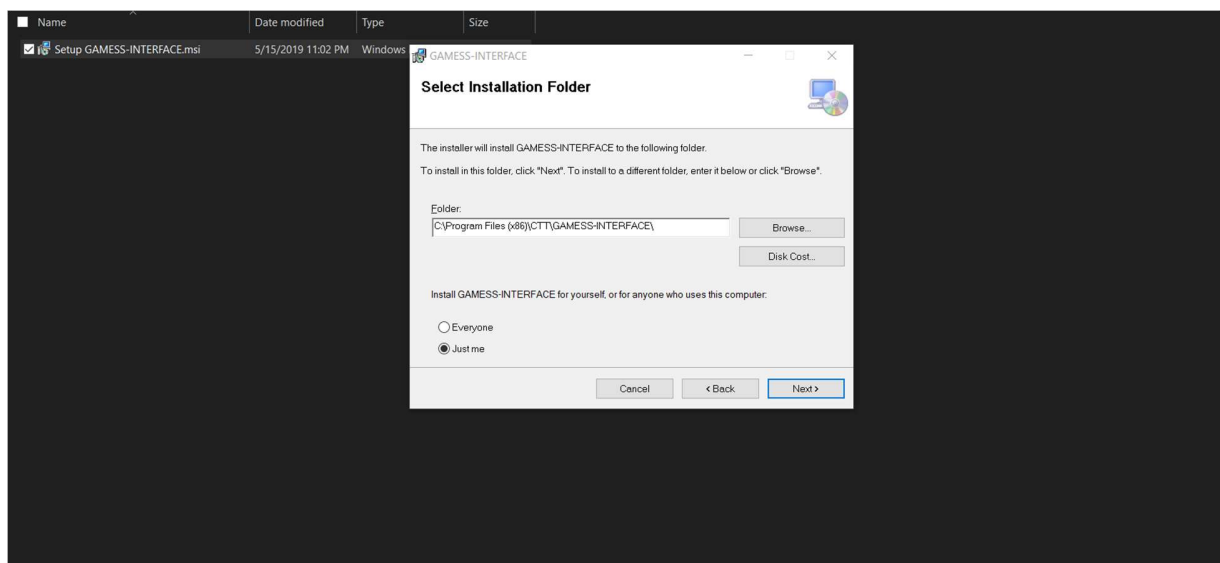 Name Date modified Type Size
Setup GAMESS-INTERFACE.msi 5/15/2019 11:02 PM Windows
GAMESS-INTERFACE
Select Installation Folder
The installer will install GAMESS-INTERFACE to the following folder.
To install in this folder, click "Next". To install to a different folder, enter it below or click "Browse".
Folder:
C:\Program Files (x86)\CTT\GAMESS-INTERFACE\
Browse...
Disk Cost...
Install GAMESS-INTERFACE for yourself, or for anyone who uses this computer:
Everyone
Just me
Cancel < Back Next >